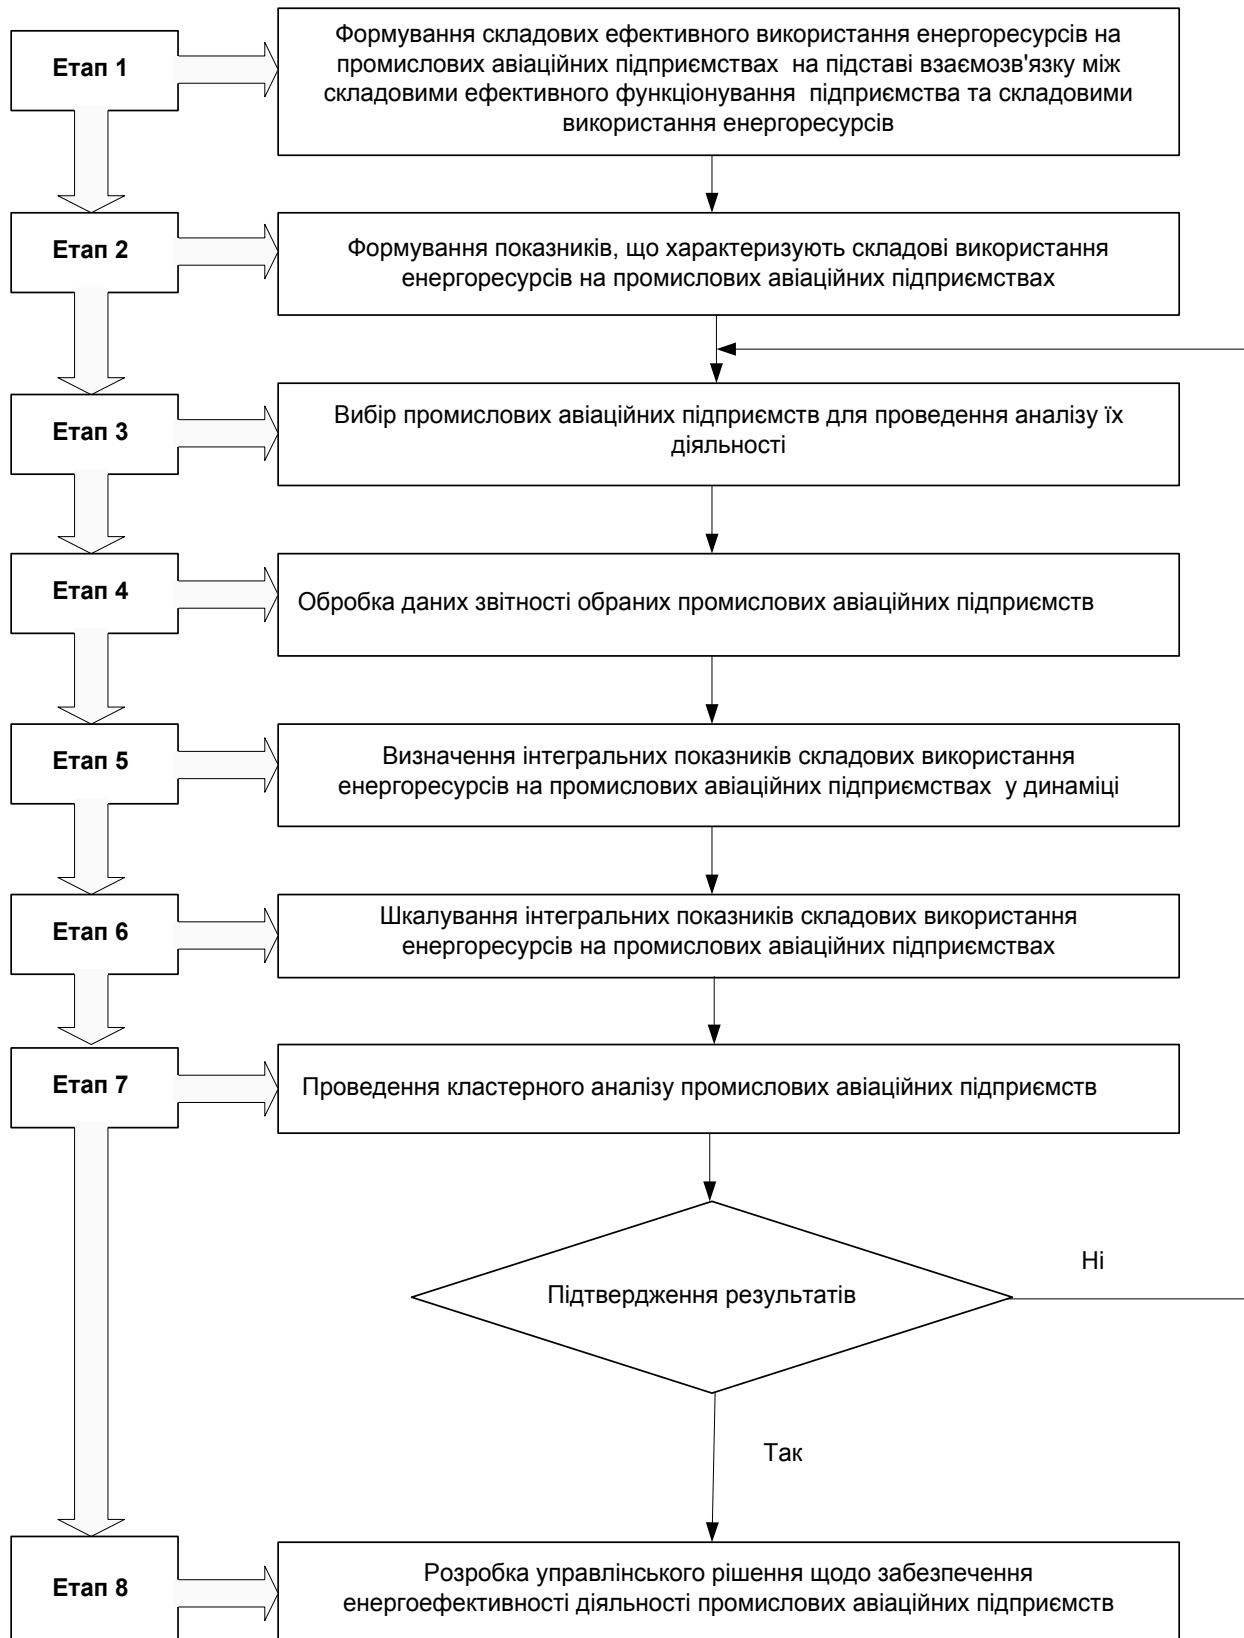 Етап 1
Формування складових ефективного використання енергоресурсів на
промислових авіаційних підприємствах на підставі взаємозв'язку між
складовими ефективного функціонування підприємства та складовими
використання енергоресурсів
Етап 2
Формування показників, що характеризують складові використання
енергоресурсів на промислових авіаційних підприємствах
Етап 3
Вибір промислових авіаційних підприємств для проведення аналізу їх
діяльності
Етап 4
Обробка даних звітності обраних промислових авіаційних підприємств
Етап 5
Визначення інтегральних показників складових використання
енергоресурсів на промислових авіаційних підприємствах у динаміці
Етап 6
Шкалування інтегральних показників складових використання
енергоресурсів на промислових авіаційних підприємствах
Етап 7
Проведення кластерного аналізу промислових авіаційних підприємств
Ні
Підтвердження результатів
Так
Етап 8
Розробка управлінського рішення щодо забезпечення
енергоефективності діяльності промислових авіаційних підприємств